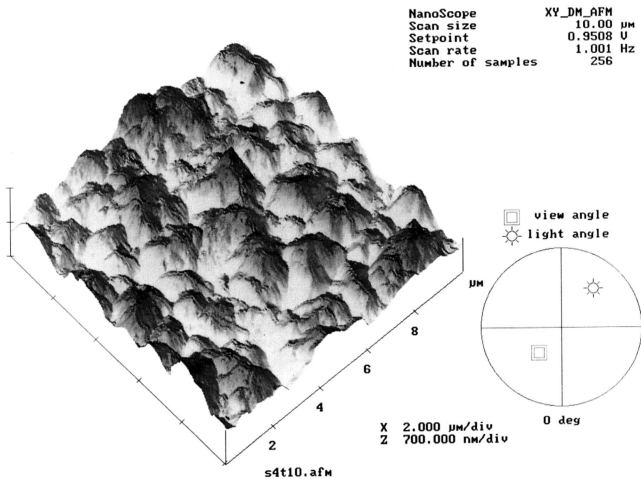 NanoScope XY_DM_AFM
Scan size 10.00 µm
Setpoint 0.9508 V
Scan rate 1.001 Hz
Number of samples 256
view angle
light angle
µm
8
6
4
2
0 deg
X 2.000 µm/div
Z 700.000 nm/div
s4t10.afm